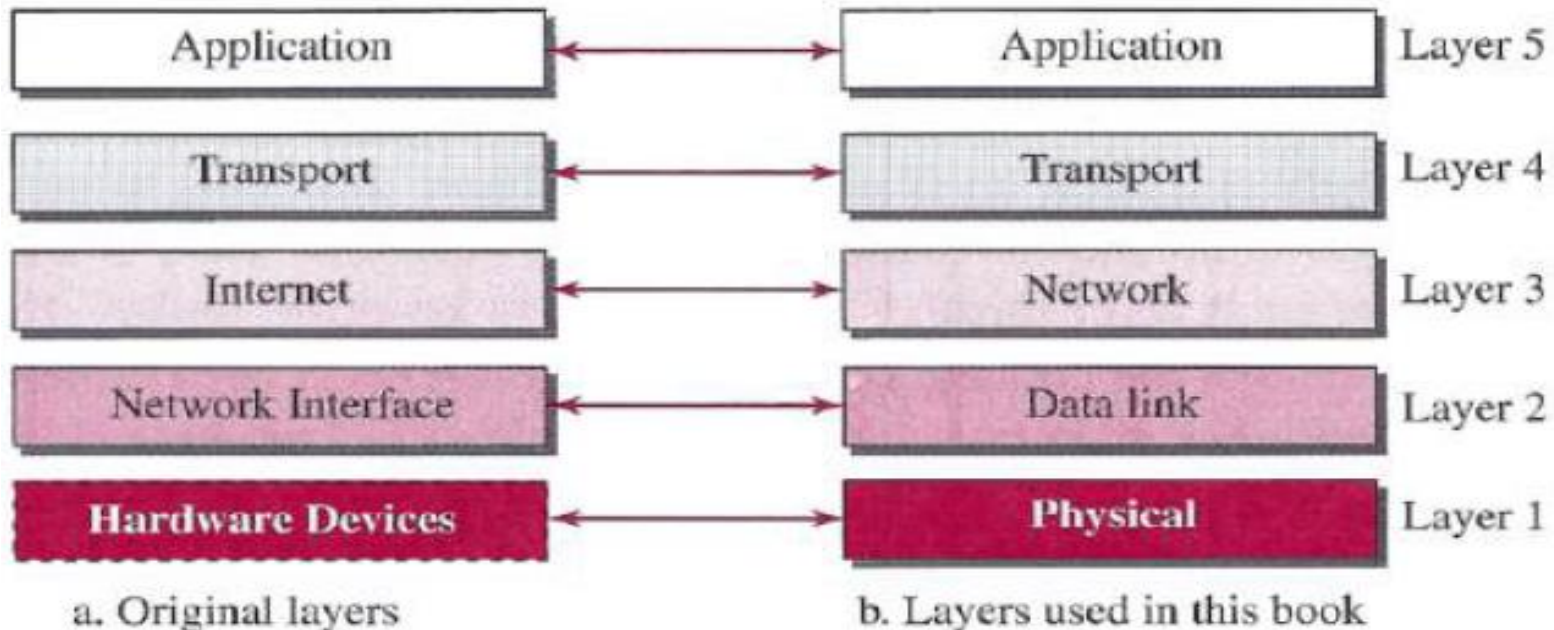 Application Application Layer 5
Transport Transport Layer 4
Internet Network Layer 3
Network Interface Data link Layer 2
Hardware Devices Physical Layer 1
a. Original layers b. Layers used in this book